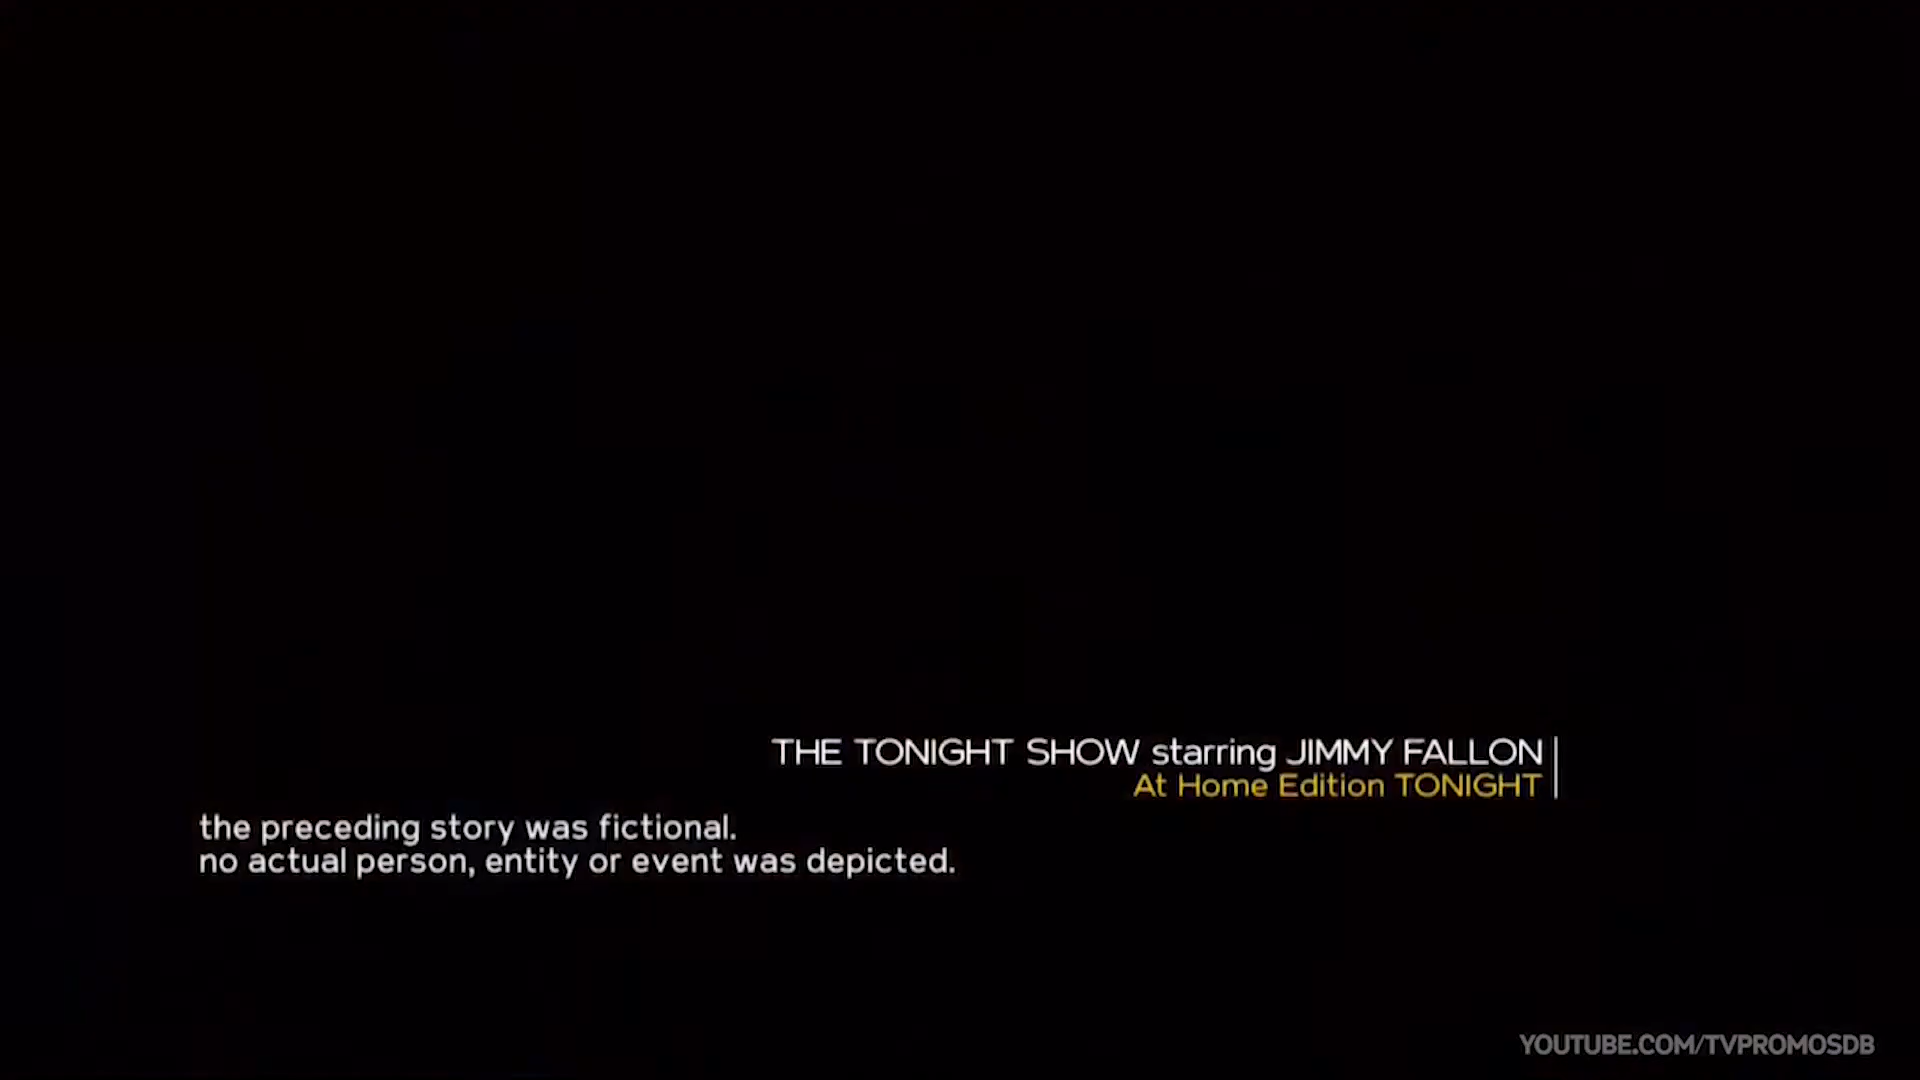 THE TONIGHT SHOW starring JIMMY FALLON
At Home Edition TONIGHT
the preceding story was fictional.
no actual person, entity or event was depicted.
YOUTUBE.COM/TVPROMOSDB